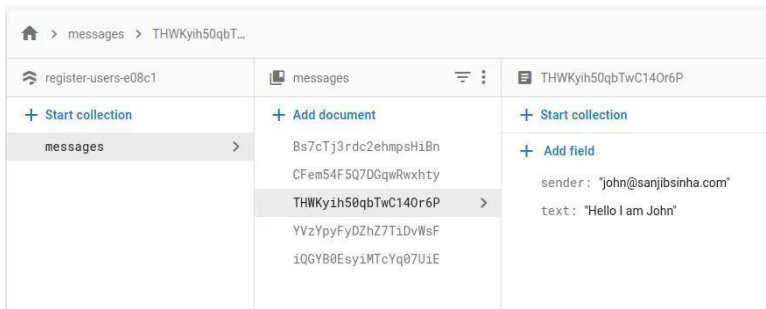 messages > THWKyih50qbT...
register-users-e08c1
+ Start collection
messages
messages
+ Add document
Bs7cTj3rdc2ehmpsHiBn
CFem54F5Q7DGqwRwxhty
THWKyih50qbTwC14Or6P
YVzYpyFyDZhZ7TiDvWsF
iQGYB0EsyiMTcYq07UiE
THWKyih50qbTwC14Or6P
+ Start collection
+ Add field
sender: "john@sanjibsinha.com"
text: "Hello I am John"